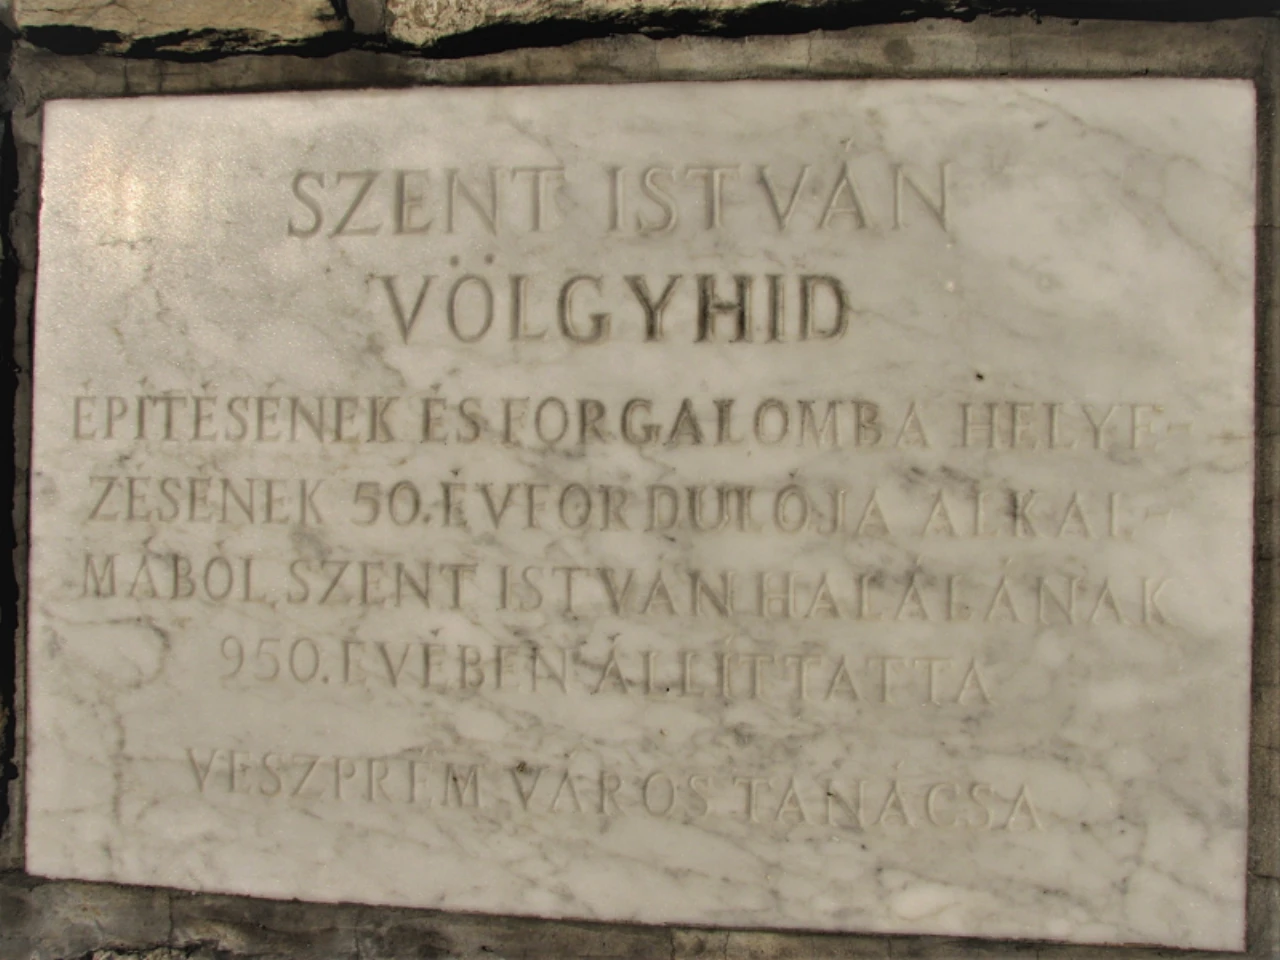 SZENT ISTVÁN
VÖLGYHID
ÉPÍTÉSÉNEK ÉS FORGALOMBA HELYE-
ZÉSÉNEK 50. ÉVFORDULÓJA ALKAL-
MÁBÓL SZENT ISTVÁN HALÁLÁNAK
950. ÉVÉBEN ÁLLÍTTATTA
VESZPRÉM VÁROS TANÁCSA